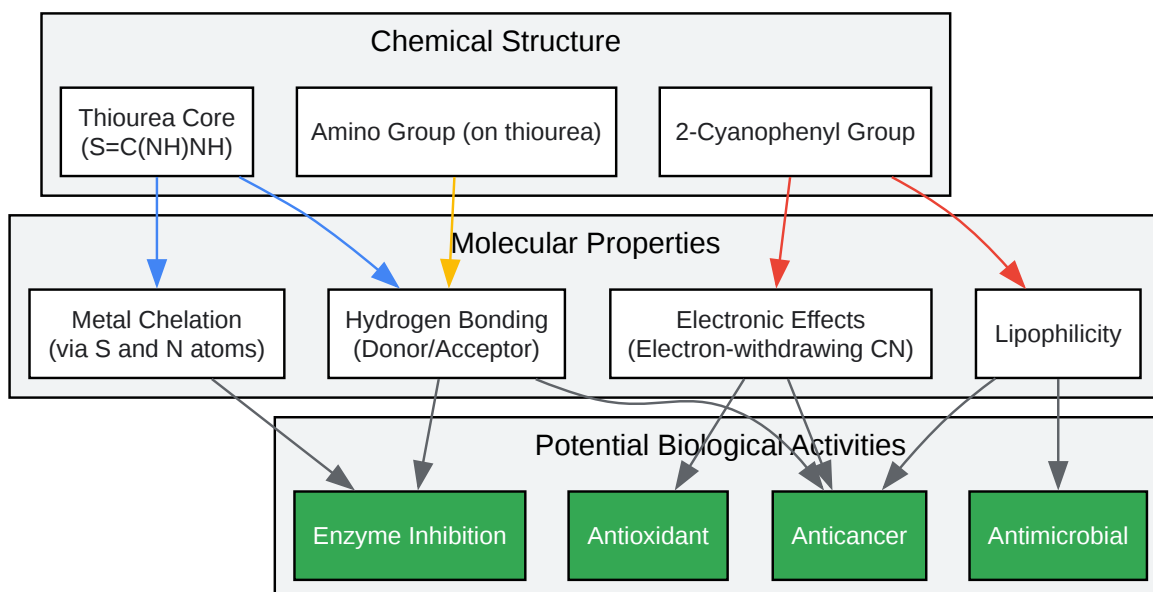 Chemical Structure
Thiourea Core
(S=C(NH)NH)
Amino Group (on thiourea)
2-Cyanophenyl Group
Molecular Properties
Metal Chelation
(via S and N atoms)
Hydrogen Bonding
(Donor/Acceptor)
Electronic Effects
(Electron-withdrawing CN)
Lipophilicity
Potential Biological Activities
Enzyme Inhibition
Antioxidant
Anticancer
Antimicrobial